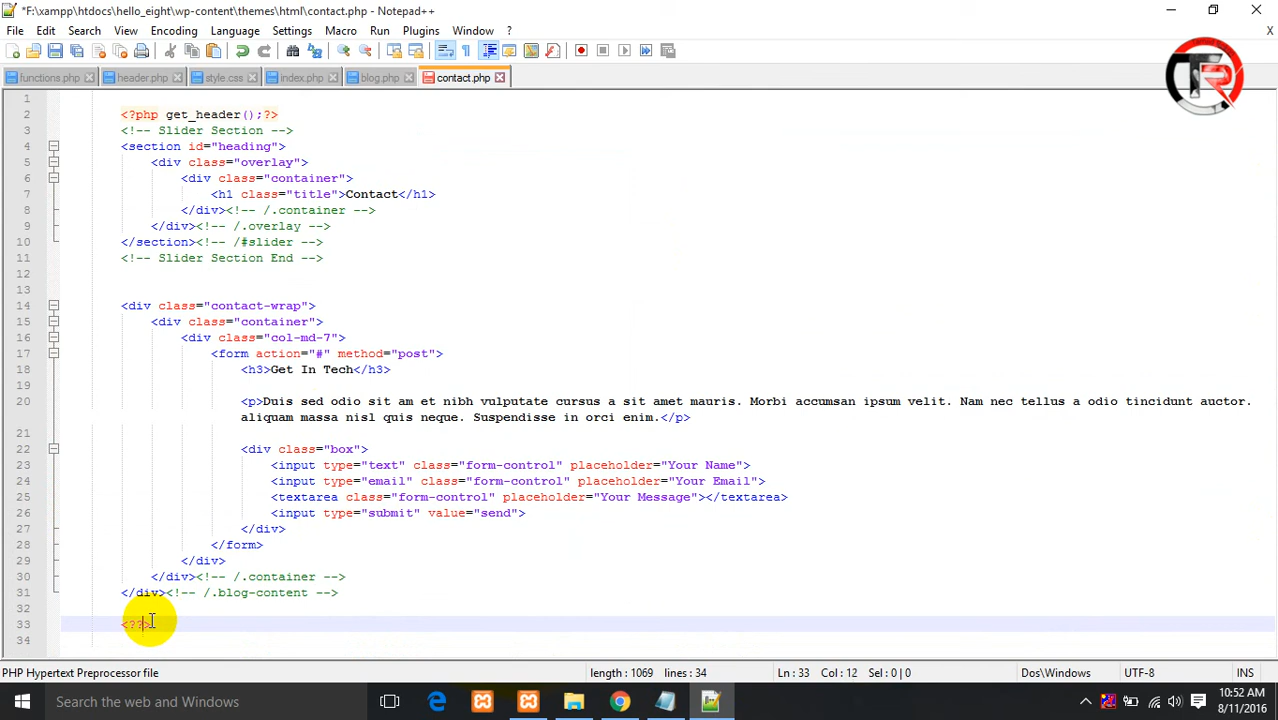 *F:\xampp\htdocs\hello_eight\wp-content\themes\html\contact.php - Notepad++
File Edit Search View Encoding Language Settings Macro Run Plugins Window ? X
functions.php header.php style.css index.php blog.php contact.php
TR
1
2 <?php get_header();?>
3 <!-- Slider Section -->
4 <section id="heading">
5 <div class="overlay">
6 <div class="container">
7 <h1 class="title">Contact</h1>
8 </div><!-- /.container -->
9 </div><!-- /.overlay -->
10 </section><!-- /#slider -->
11 <!-- Slider Section End -->
12
13
14 <div class="contact-wrap">
15 <div class="container">
16 <div class="col-md-7">
17 <form action="#" method="post">
18 <h3>Get In Tech</h3>
19
20 <p>Duis sed odio sit am et nibh vulputate cursus a sit amet mauris. Morbi accumsan ipsum velit. Nam nec tellus a odio tincidunt auctor.
aliquam massa nisl quis neque. Suspendisse in orci enim.</p>
21
22 <div class="box">
23 <input type="text" class="form-control" placeholder="Your Name">
24 <input type="email" class="form-control" placeholder="Your Email">
25 <textarea class="form-control" placeholder="Your Message"></textarea>
26 <input type="submit" value="send">
27 </div>
28 </form>
29 </div>
30 </div><!-- /.container -->
31 </div><!-- /.blog-content -->
32
33 <??>
34
PHP Hypertext Preprocessor file length : 1069 lines : 34 Ln : 33 Col : 12 Sel : 0 | 0 Dos\Windows UTF-8 INS
Search the web and Windows
10:52 AM
8/11/2016